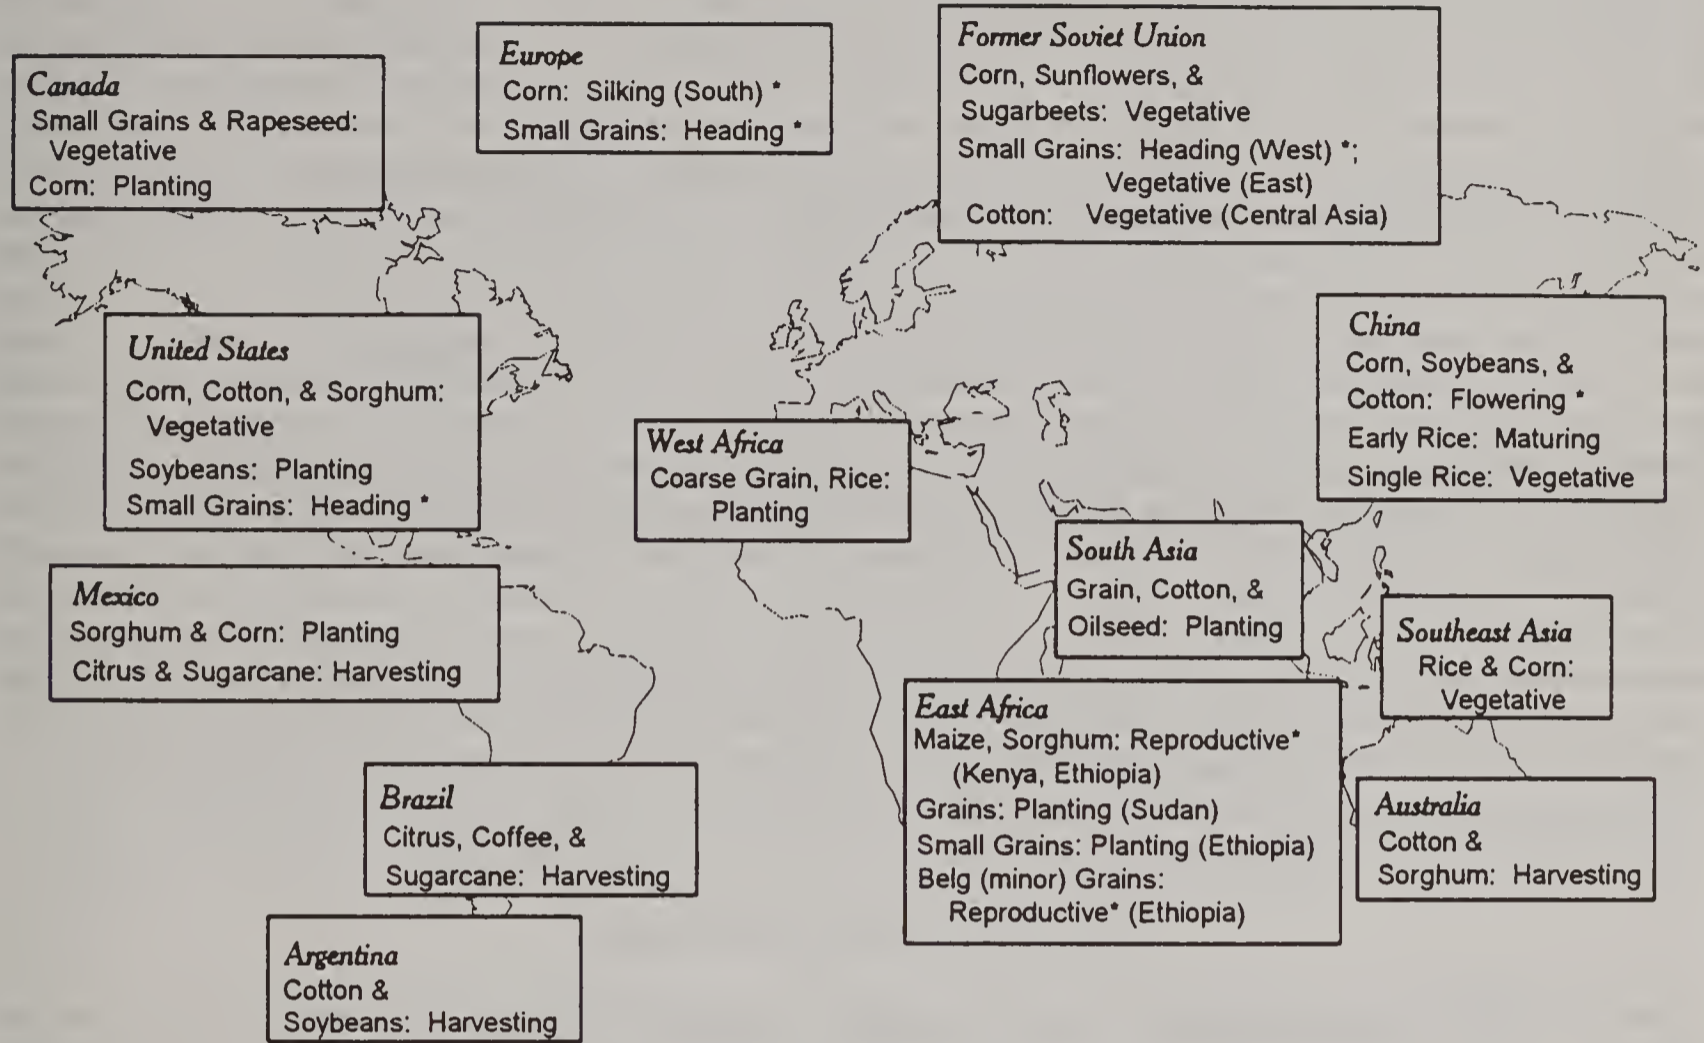 Canada
Small Grains & Rapeseed:
Vegetative
Corn: Planting
Europe
Corn: Silking (South) *
Small Grains: Heading *
Former Soviet Union
Corn, Sunflowers, &
Sugarbeets: Vegetative
Small Grains: Heading (West) *;
Vegetative (East)
Cotton: Vegetative (Central Asia)
United States
Corn, Cotton, & Sorghum:
Vegetative
Soybeans: Planting
Small Grains: Heading *
West Africa
Coarse Grain, Rice:
Planting
China
Corn, Soybeans, &
Cotton: Flowering *
Early Rice: Maturing
Single Rice: Vegetative
Mexico
Sorghum & Corn: Planting
Citrus & Sugarcane: Harvesting
South Asia
Grain, Cotton, &
Oilseed: Planting
Southeast Asia
Rice & Corn:
Vegetative
East Africa
Maize, Sorghum: Reproductive*
(Kenya, Ethiopia)
Grains: Planting (Sudan)
Small Grains: Planting (Ethiopia)
Belg (minor) Grains:
Reproductive* (Ethiopia)
Brazil
Citrus, Coffee, &
Sugarcane: Harvesting
Australia
Cotton &
Sorghum: Harvesting
Argentina
Cotton &
Soybeans: Harvesting